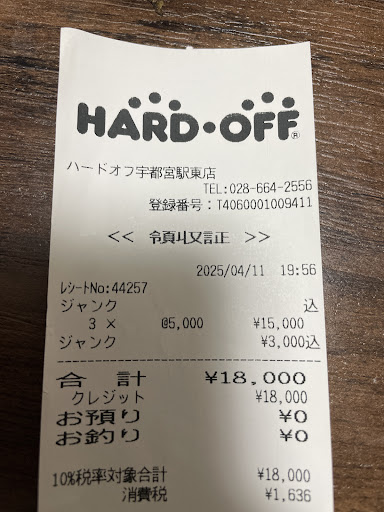 HARD・OFF®
ハードオフ宇都宮駅東店
TEL:028-664-2556
登録番号:T4060001009411
<< 領収証 >>
2025/04/11 19:56
レシートNo:44257
ジャンク 込
3 × @5,000 ¥15,000
ジャンク ¥3,000込
合 計 ¥18,000
クレジット ¥18,000
お預り ¥0
お釣り ¥0
10%税率対象合計 ¥18,000
消費税 ¥1,636